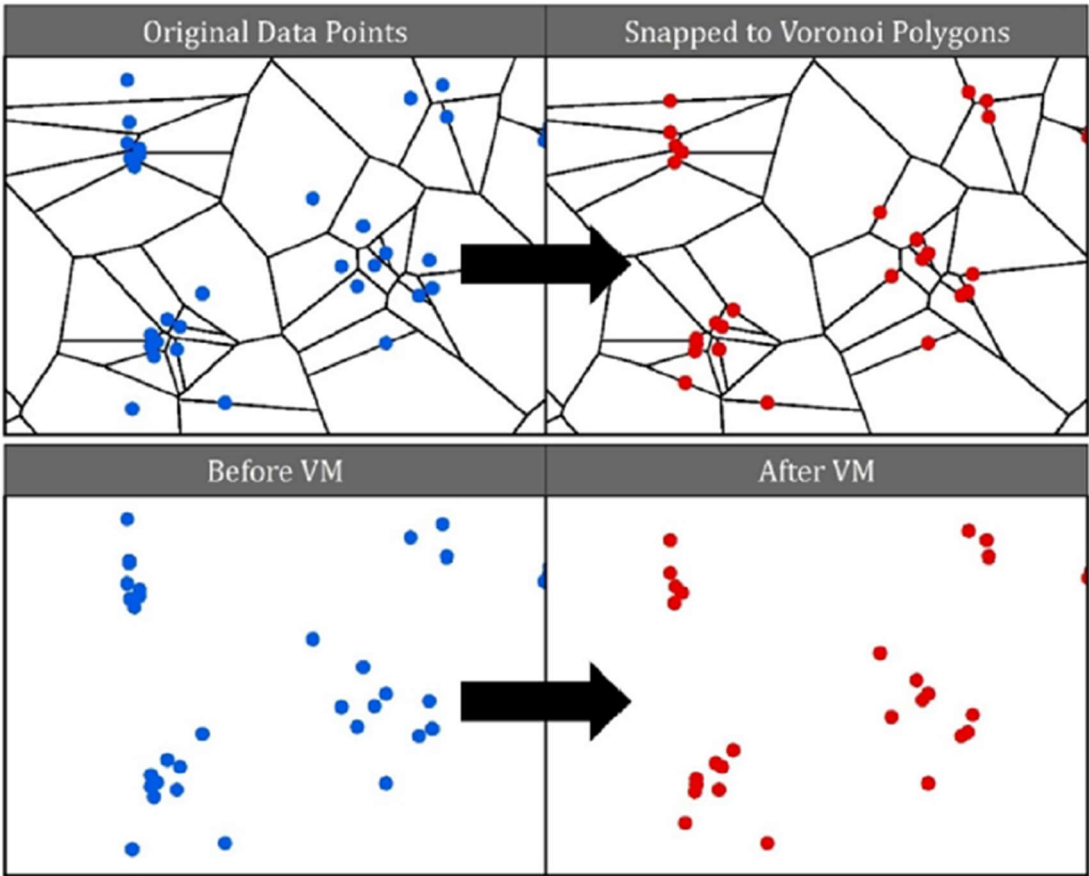 Original Data Points
Snapped to Voronoi Polygons
Before VM
After VM